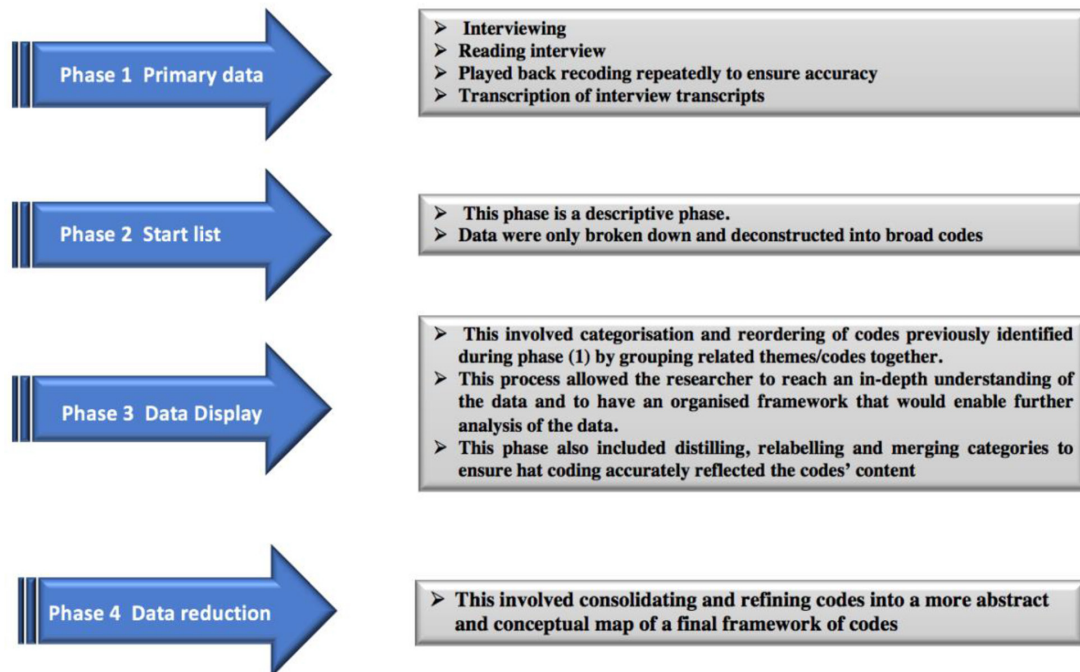 Phase 1 Primary data
➢ Interviewing
➢ Reading interview
➢ Played back recoding repeatedly to ensure accuracy
➢ Transcription of interview transcripts
Phase 2 Start list
➢ This phase is a descriptive phase.
➢ Data were only broken down and deconstructed into broad codes
Phase 3 Data Display
➢ This involved categorisation and reordering of codes previously identified
during phase (1) by grouping related themes/codes together.
➢ This process allowed the researcher to reach an in-depth understanding of
the data and to have an organised framework that would enable further
analysis of the data.
➢ This phase also included distilling, relabelling and merging categories to
ensure hat coding accurately reflected the codes’ content
Phase 4 Data reduction
➢ This involved consolidating and refining codes into a more abstract
and conceptual map of a final framework of codes